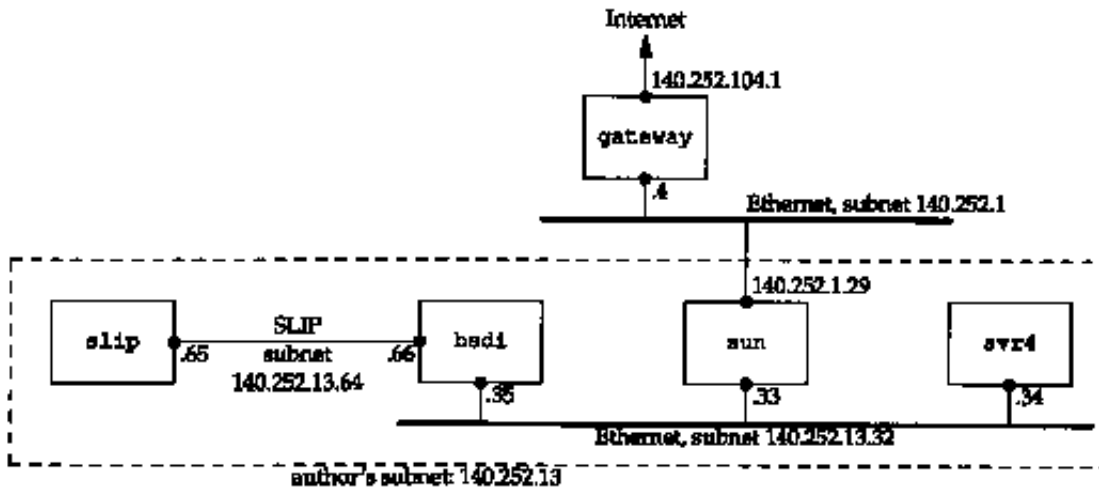 Internet
140.252.104.1
gateway
.4
Ethernet, subnet 140.252.1
140.252.1.29
slip
SLIP
bsdi
sun
svr4
.65
subnet
.66
140.252.13.64
.35
.33
.34
Ethernet, subnet 140.252.13.32
author's subnet: 140.252.13